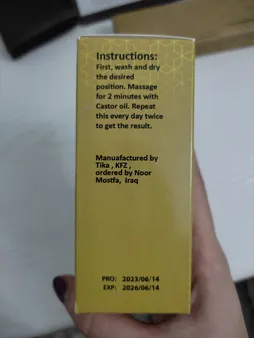 Instructions:
First, wash and dry
the desired
position. Massage
for 2 minutes with
Castor oil. Repeat
this every day twice
to get the result.
Manuafactured by
Tika , KFZ ,
ordered by Noor
Mostfa, Iraq
PRO: 2023/06/14
EXP: 2026/06/14